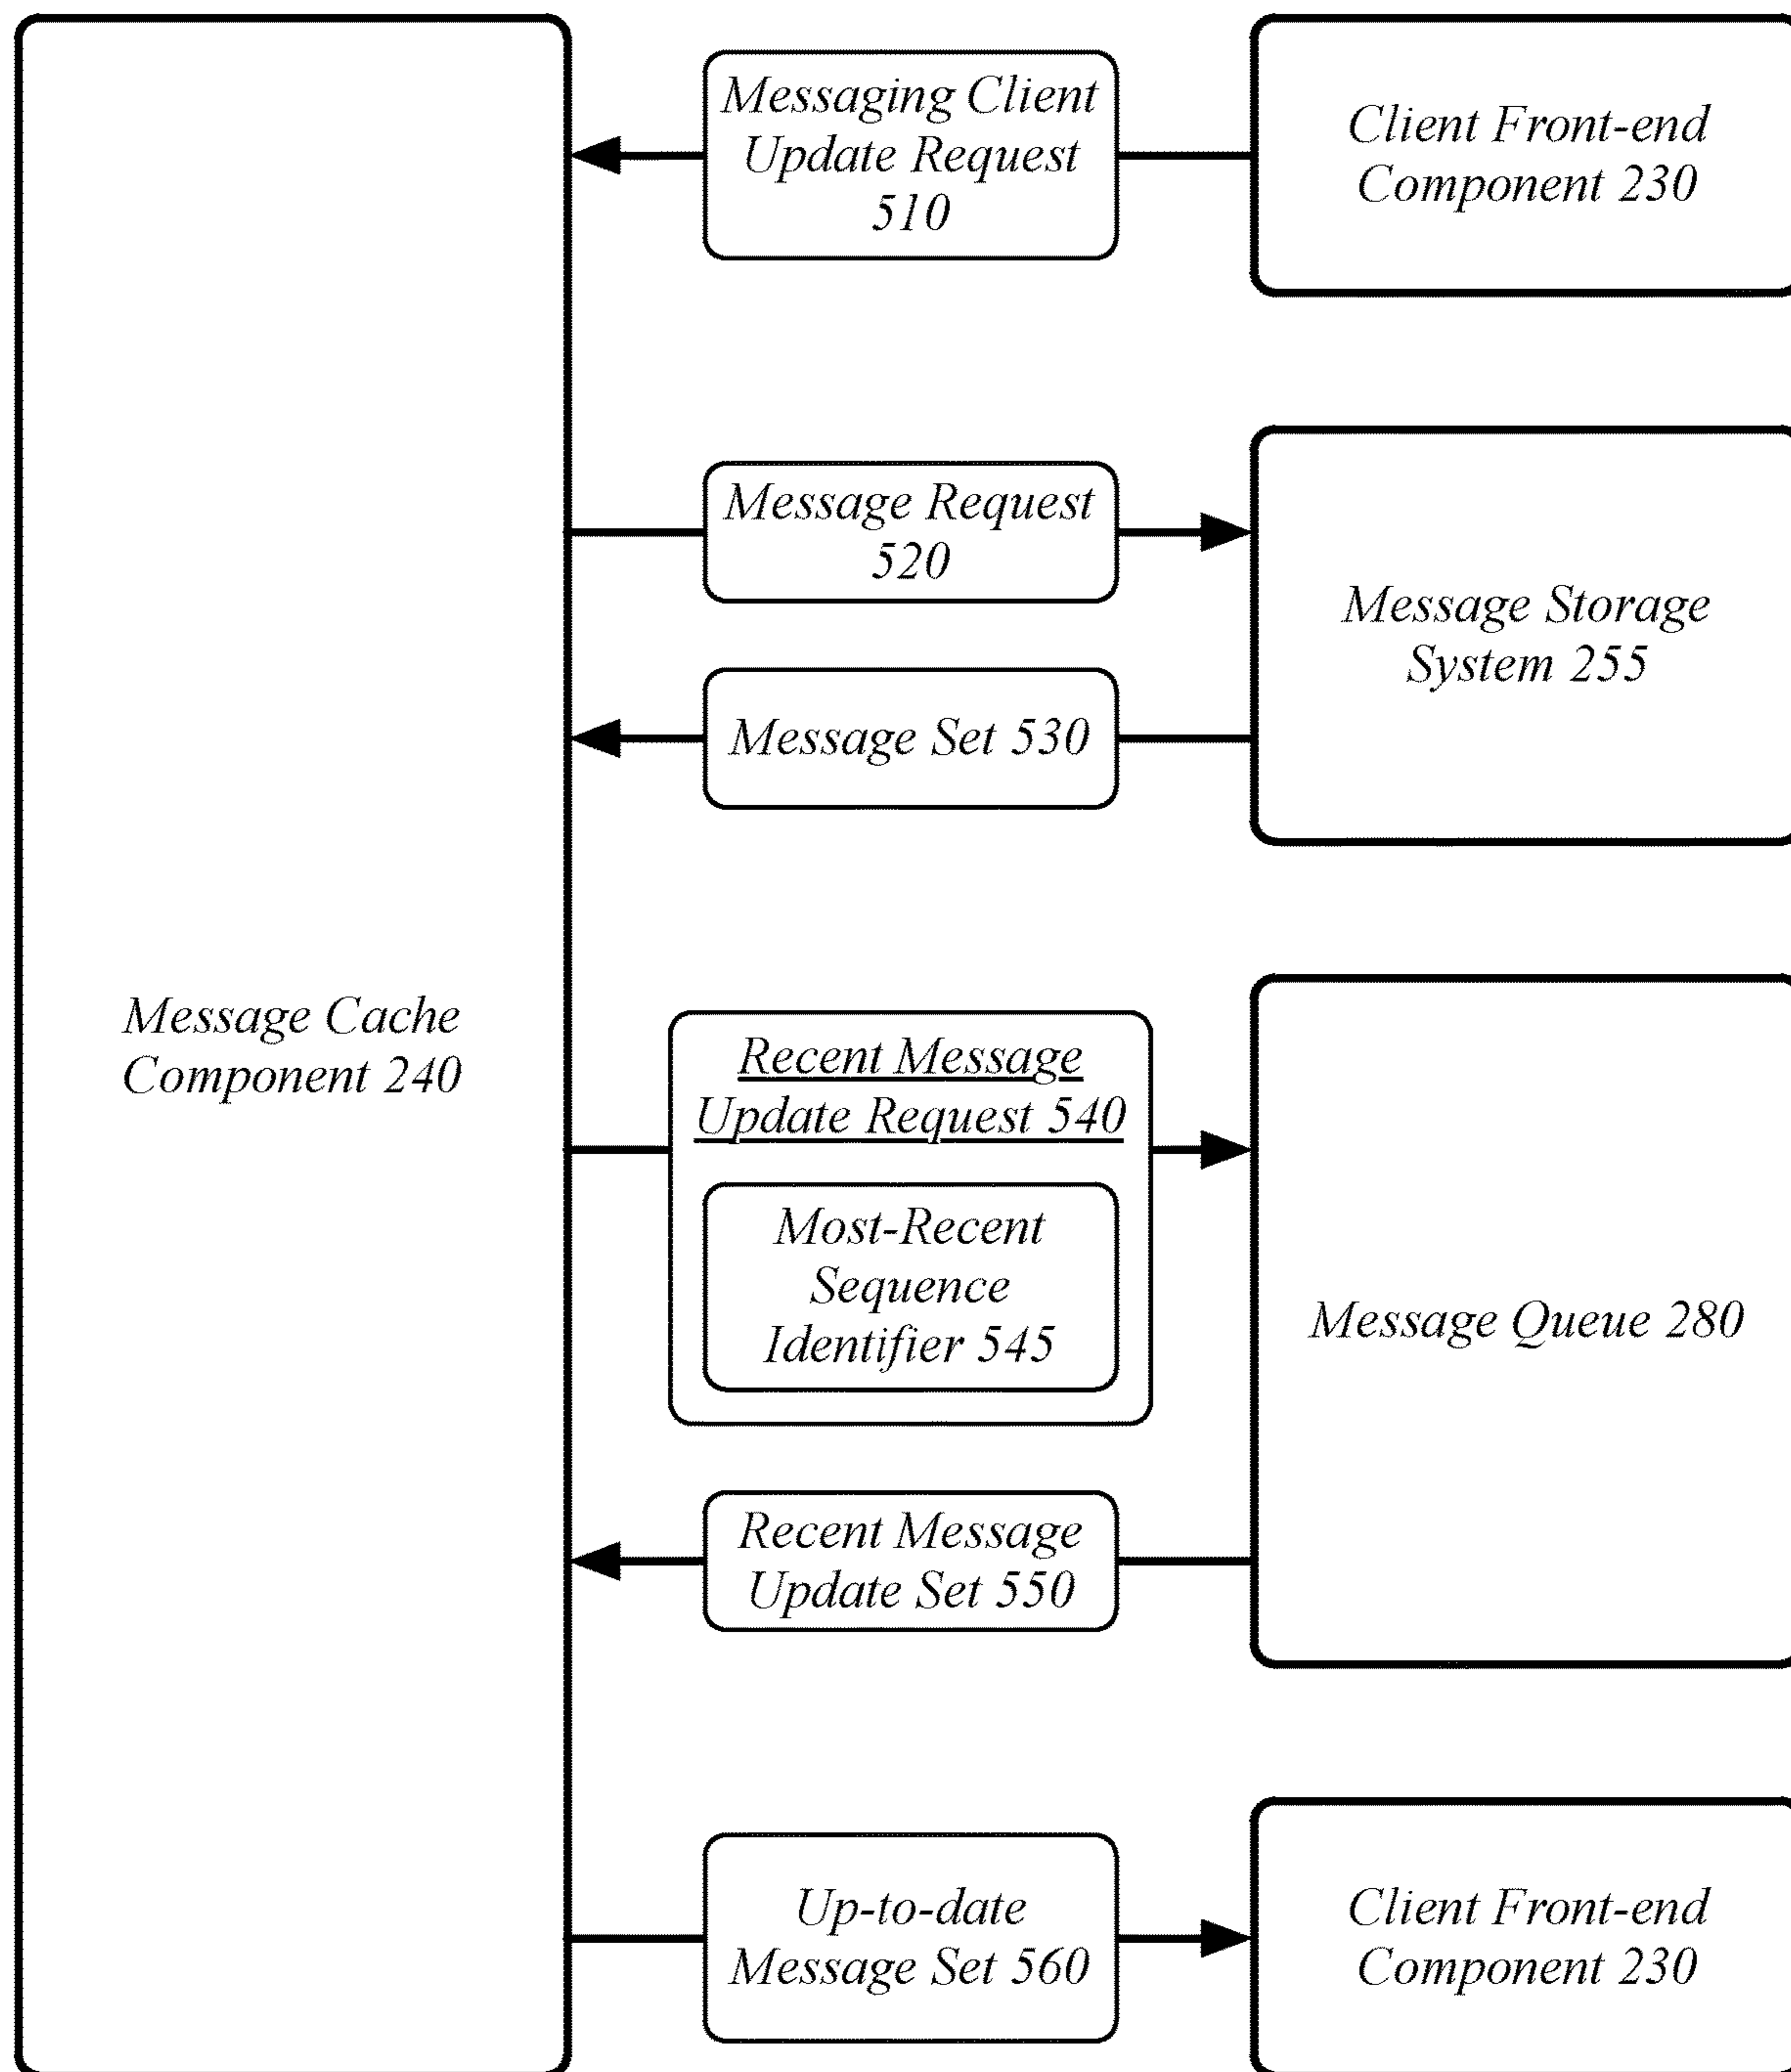 Messaging Client
Update Request
510
Client Front-end
Component 230
Message Request
520
Message Storage
System 255
Message Set 530
Message Cache
Component 240
Recent Message
Update Request 540
Most-Recent
Sequence
Identifier 545
Message Queue 280
Recent Message
Update Set 550
Up-to-date
Message Set 560
Client Front-end
Component 230